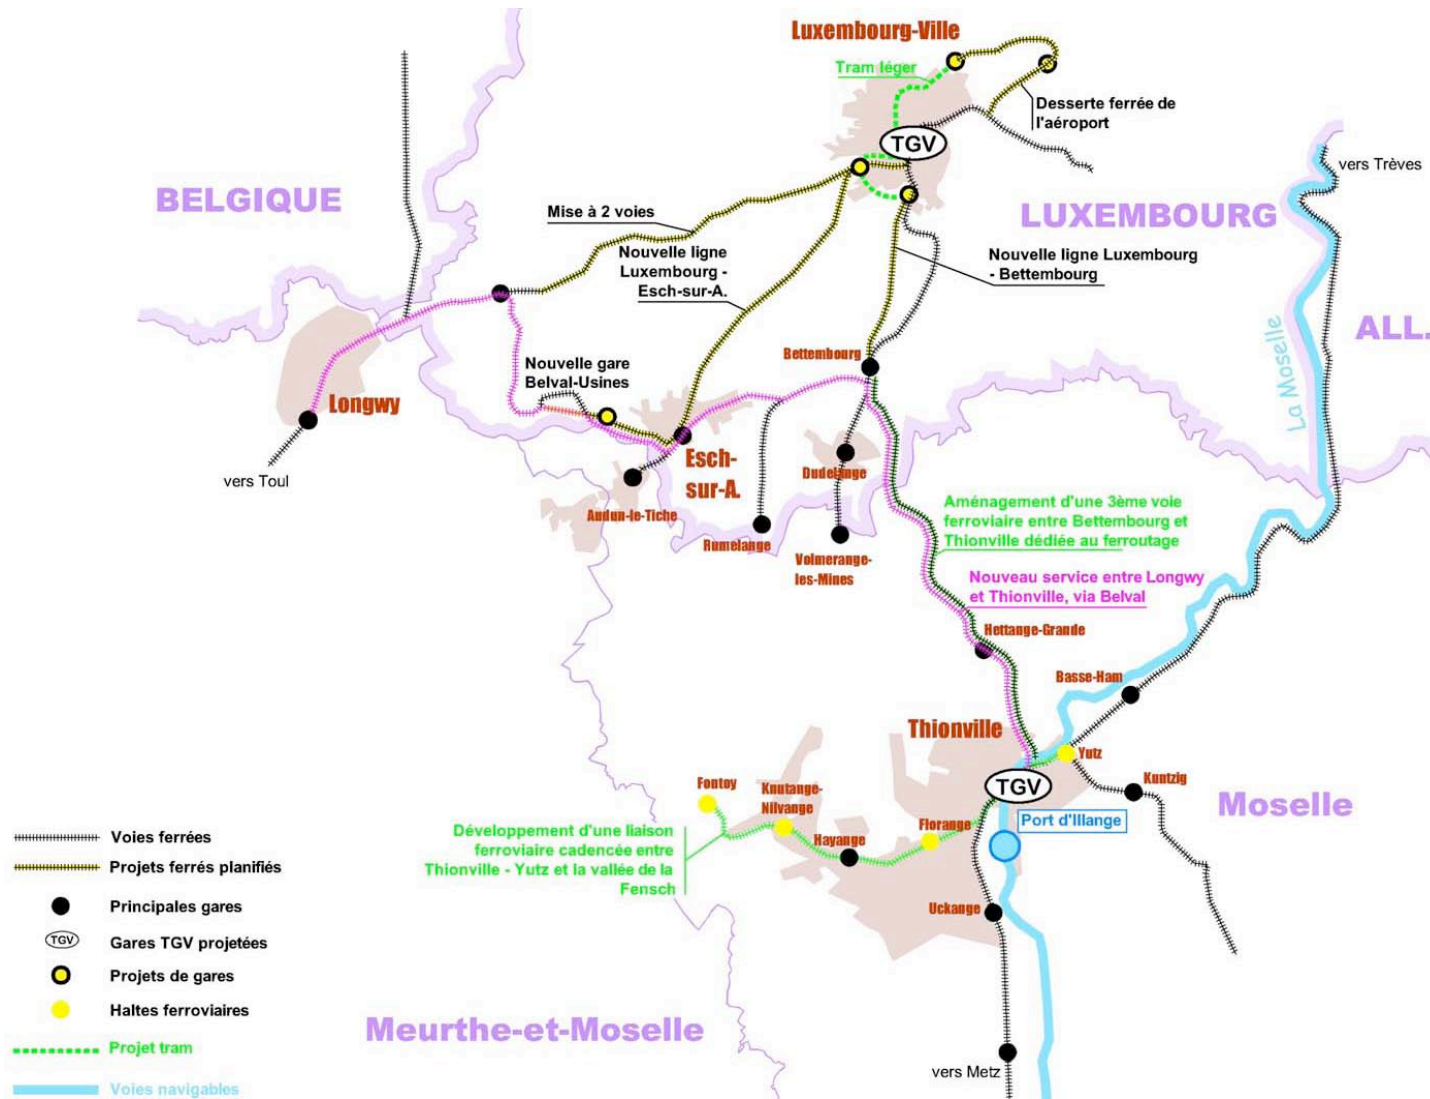 Luxembourg-Ville
Tram léger
Desserte ferrée de
l'aéroport
TGV
vers Trèves
BELGIQUE
LUXEMBOURG
Mise à 2 voies
Nouvelle ligne
Luxembourg -
Esch-sur-A.
Nouvelle ligne Luxembourg
- Bettembourg
ALL.
La Moselle
Bettembourg
Nouvelle gare
Belval-Usines
Longwy
vers Toul
Esch-
sur-A.
Dudelange
Audun-le-Tiche
Rumelange
Volmerange-
les-Mines
Aménagement d'une 3ème voie
ferroviaire entre Bettembourg et
Thionville dédiée au ferroutage
Nouveau service entre Longwy
et Thionville, via Belval
Hettange-Grande
Basse-Ham
Thionville
Yutz
TGV
Kuntzig
Moselle
Port d'Illange
Fontoy
Knutange-
Nilvange
Hayange
Florange
Développement d'une liaison
ferroviaire cadencée entre
Thionville - Yutz et la vallée de la
Fensch
Uckange
Meurthe-et-Moselle
vers Metz
Voies ferrées
Projets ferrés planifiés
Principales gares
TGV
Gares TGV projetées
Projets de gares
Haltes ferroviaires
Projet tram
Voies navigables